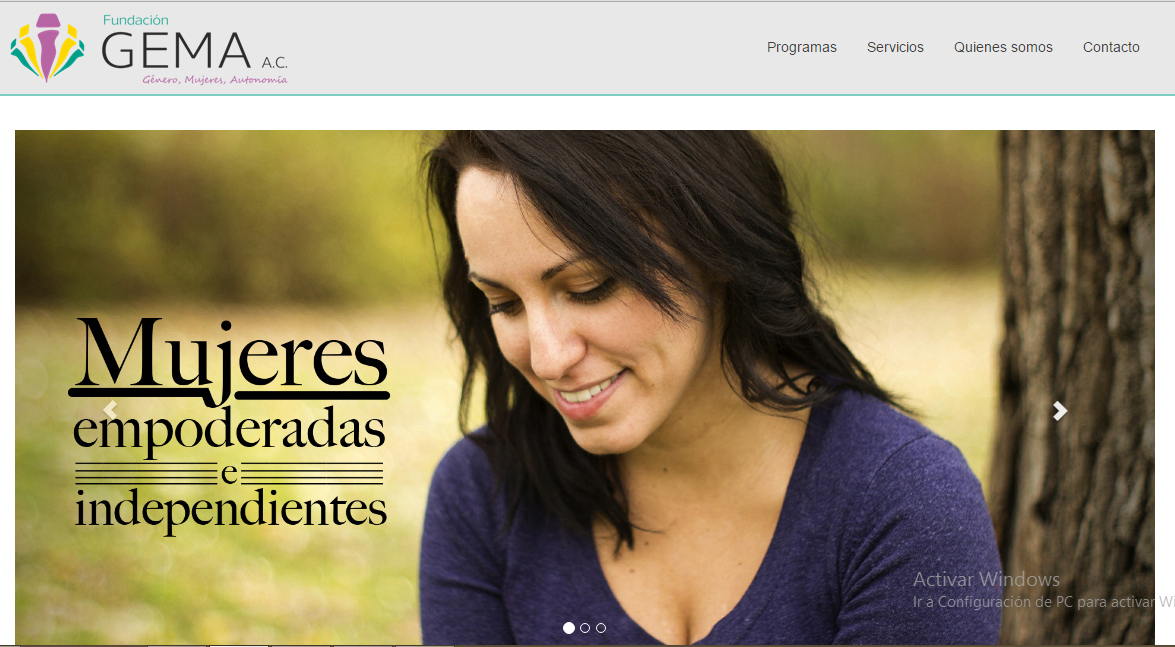 Fundación
GEMA A.C.
Género, Mujeres, Autonomía
Programas Servicios Quienes somos Contacto
Mujeres
empoderadas
e
independientes
Activar Windows
Ir a Configuración de PC para activar Wi